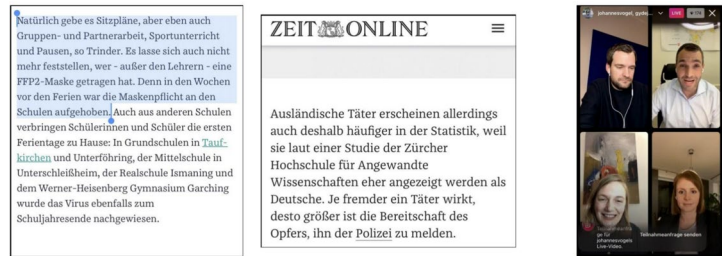 Natürlich gebe es Sitzpläne, aber eben auch
Gruppen- und Partnerarbeit, Sportunterricht
und Pausen, so Trinder. Es lasse sich auch nicht
mehr feststellen, wer - außer den Lehrern - eine
FFP2-Maske getragen hat. Denn in den Wochen
vor den Ferien war die Maskenpflicht an den
Schulen aufgehoben. Auch aus anderen Schulen
verbringen Schülerinnen und Schüler die ersten
Ferientage zu Hause: In Grundschulen in Tauf-
kirchen und Unterföhring, der Mittelschule in
Unterschleißheim, der Realschule Ismaning und
dem Werner-Heisenberg Gymnasium Garching
wurde das Virus ebenfalls zum
Schuljahresende nachgewiesen.
ZEIT ONLINE
Ausländische Täter erscheinen allerdings
auch deshalb häufiger in der Statistik, weil
sie laut einer Studie der Zürcher
Hochschule für Angewandte
Wissenschaften eher angezeigt werden als
Deutsche. Je fremder ein Täter wirkt,
desto größer ist die Bereitschaft des
Opfers, ihn der Polizei zu melden.
johannesvogel, gydej...
LIVE
ge für
johannesvogels
Live-Video.
Teilnahmeanfrage senden